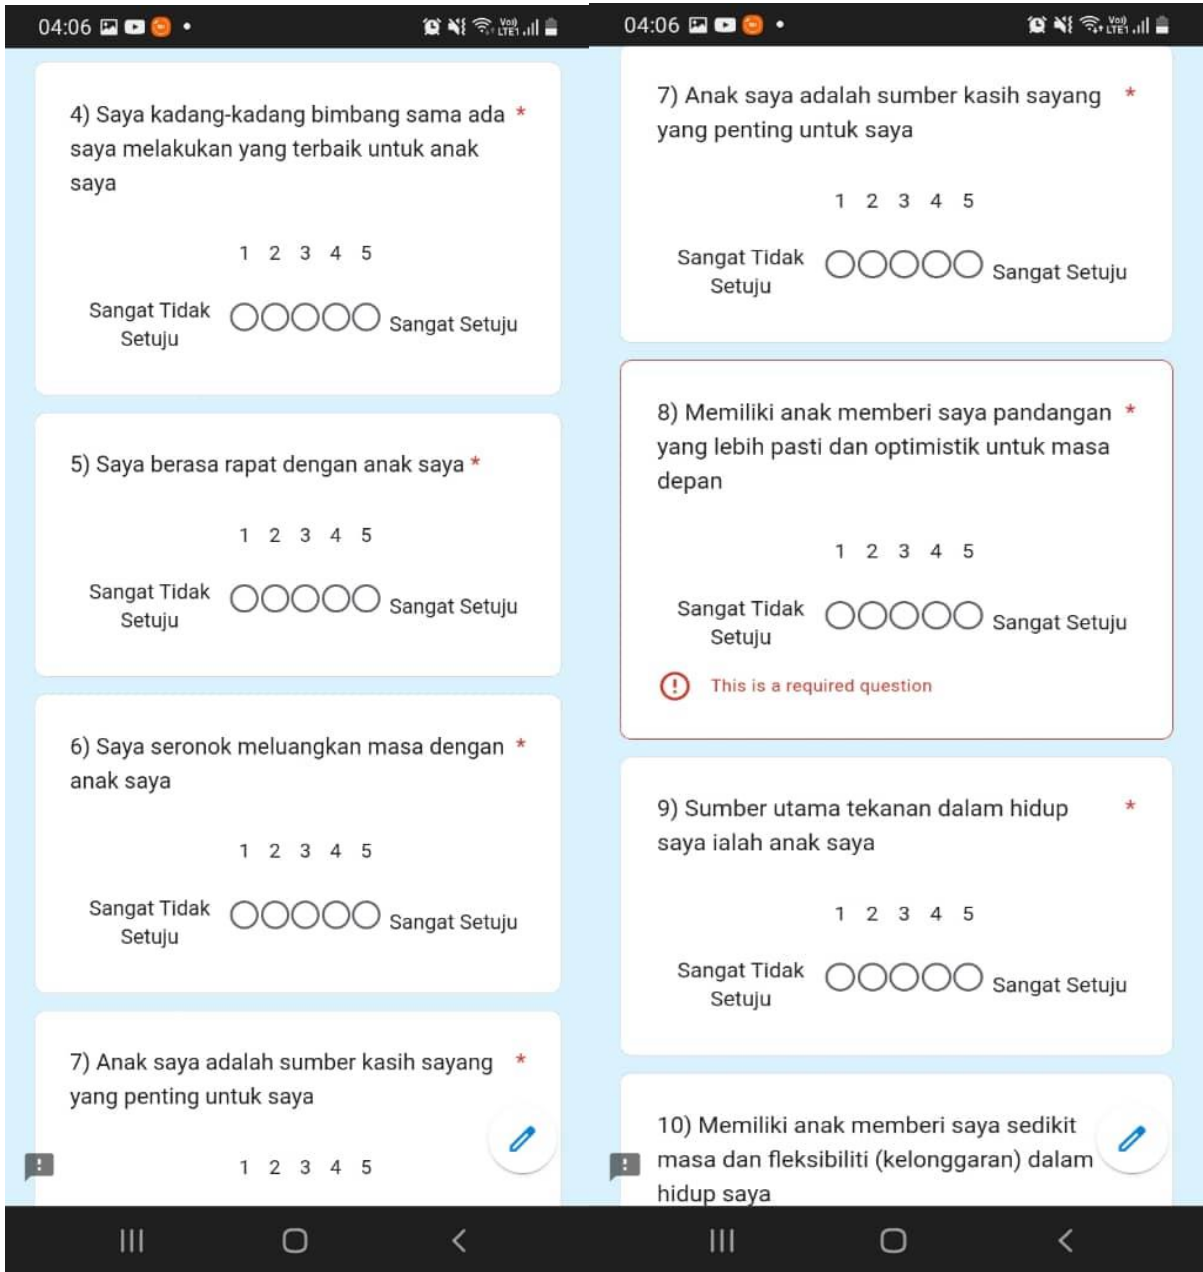 04:06
4) Saya kadang-kadang bimbang sama ada *
saya melakukan yang terbaik untuk anak
saya
1 2 3 4 5
Sangat Tidak
Setuju
Sangat Setuju
5) Saya berasa rapat dengan anak saya *
1 2 3 4 5
Sangat Tidak
Setuju
Sangat Setuju
6) Saya seronok meluangkan masa dengan *
anak saya
1 2 3 4 5
Sangat Tidak
Setuju
Sangat Setuju
7) Anak saya adalah sumber kasih sayang *
yang penting untuk saya
1 2 3 4 5
04:06
7) Anak saya adalah sumber kasih sayang *
yang penting untuk saya
1 2 3 4 5
Sangat Tidak
Setuju
Sangat Setuju
8) Memiliki anak memberi saya pandangan *
yang lebih pasti dan optimistik untuk masa
depan
1 2 3 4 5
Sangat Tidak
Setuju
Sangat Setuju
This is a required question
9) Sumber utama tekanan dalam hidup *
saya ialah anak saya
1 2 3 4 5
Sangat Tidak
Setuju
Sangat Setuju
10) Memiliki anak memberi saya sedikit
masa dan fleksibiliti (kelonggaran) dalam
hidup saya